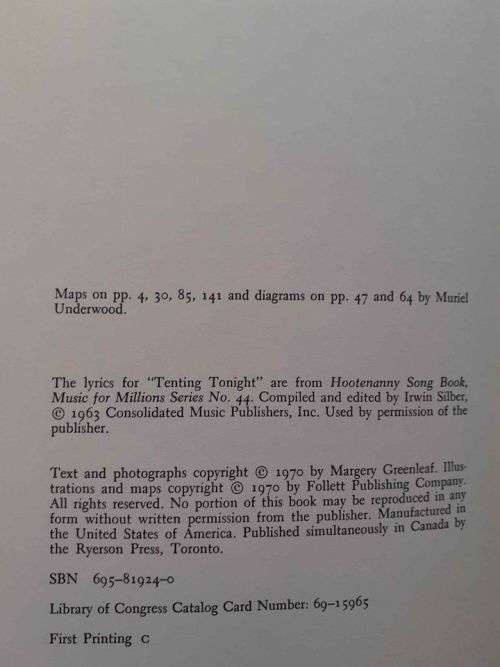 Maps on pp. 4, 30, 85, 141 and diagrams on pp. 47 and 64 by Muriel
Underwood.
The lyrics for "Tenting Tonight" are from Hootenanny Song Book,
Music for Millions Series No. 44. Compiled and edited by Irwin Silber,
© 1963 Consolidated Music Publishers, Inc. Used by permission of the
publisher.
Text and photographs copyright © 1970 by Margery Greenleaf. Illus-
trations and maps copyright © 1970 by Follett Publishing Company.
All rights reserved. No portion of this book may be reproduced in any
form without written permission from the publisher. Manufactured in
the United States of America. Published simultaneously in Canada by
the Ryerson Press, Toronto.
SBN 695-81924-0
Library of Congress Catalog Card Number: 69-15965
First Printing C